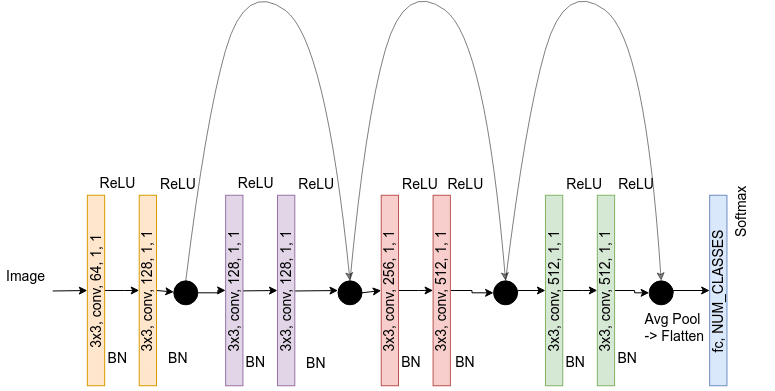 ReLU
ReLU
ReLU
ReLU
ReLU
ReLU
ReLU
ReLU
Softmax
Image
3x3, conv, 64, 1, 1
3x3, conv, 128, 1, 1
3x3, conv, 128, 1, 1
3x3, conv, 128, 1, 1
3x3, conv, 256, 1, 1
3x3, conv, 512, 1, 1
3x3, conv, 512, 1, 1
3x3, conv, 512, 1, 1
fc, NUM_CLASSES
Avg Pool
-> Flatten
BN
BN
BN
BN
BN
BN
BN
BN